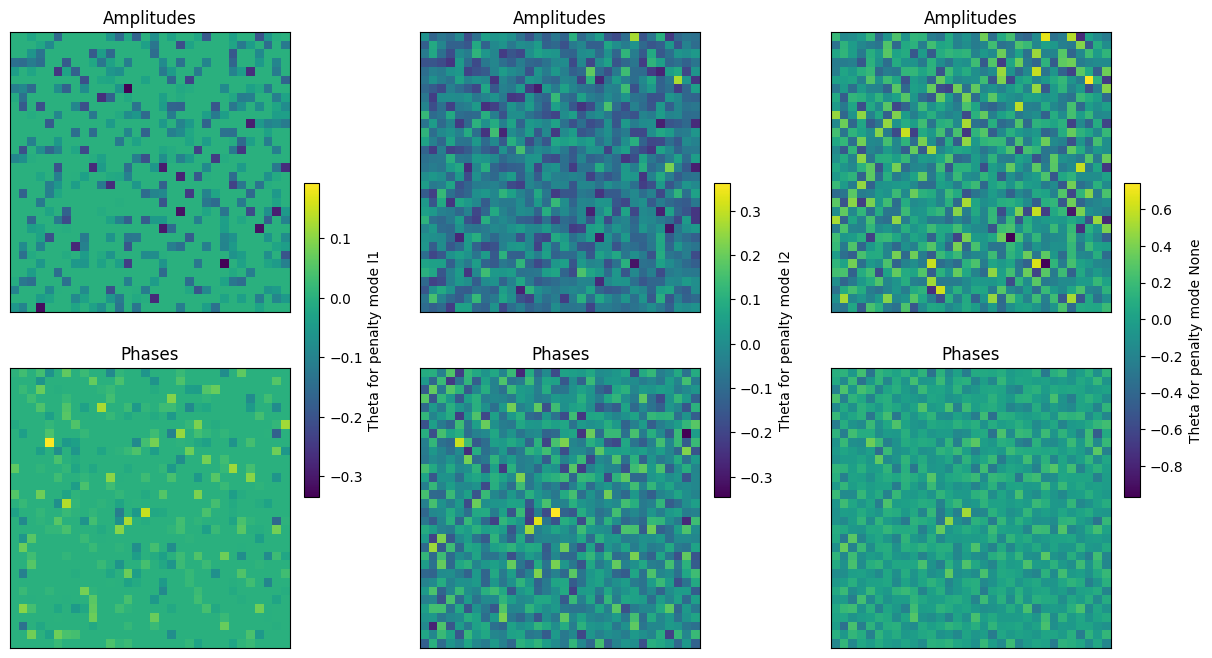 Amplitudes
Amplitudes
Amplitudes
0.1
0.0
−0.1
−0.2
−0.3
Theta for penalty mode l1
0.3
0.2
0.1
0.0
−0.1
−0.2
−0.3
Theta for penalty mode l2
0.6
0.4
0.2
0.0
−0.2
−0.4
−0.6
−0.8
Theta for penalty mode None
Phases
Phases
Phases